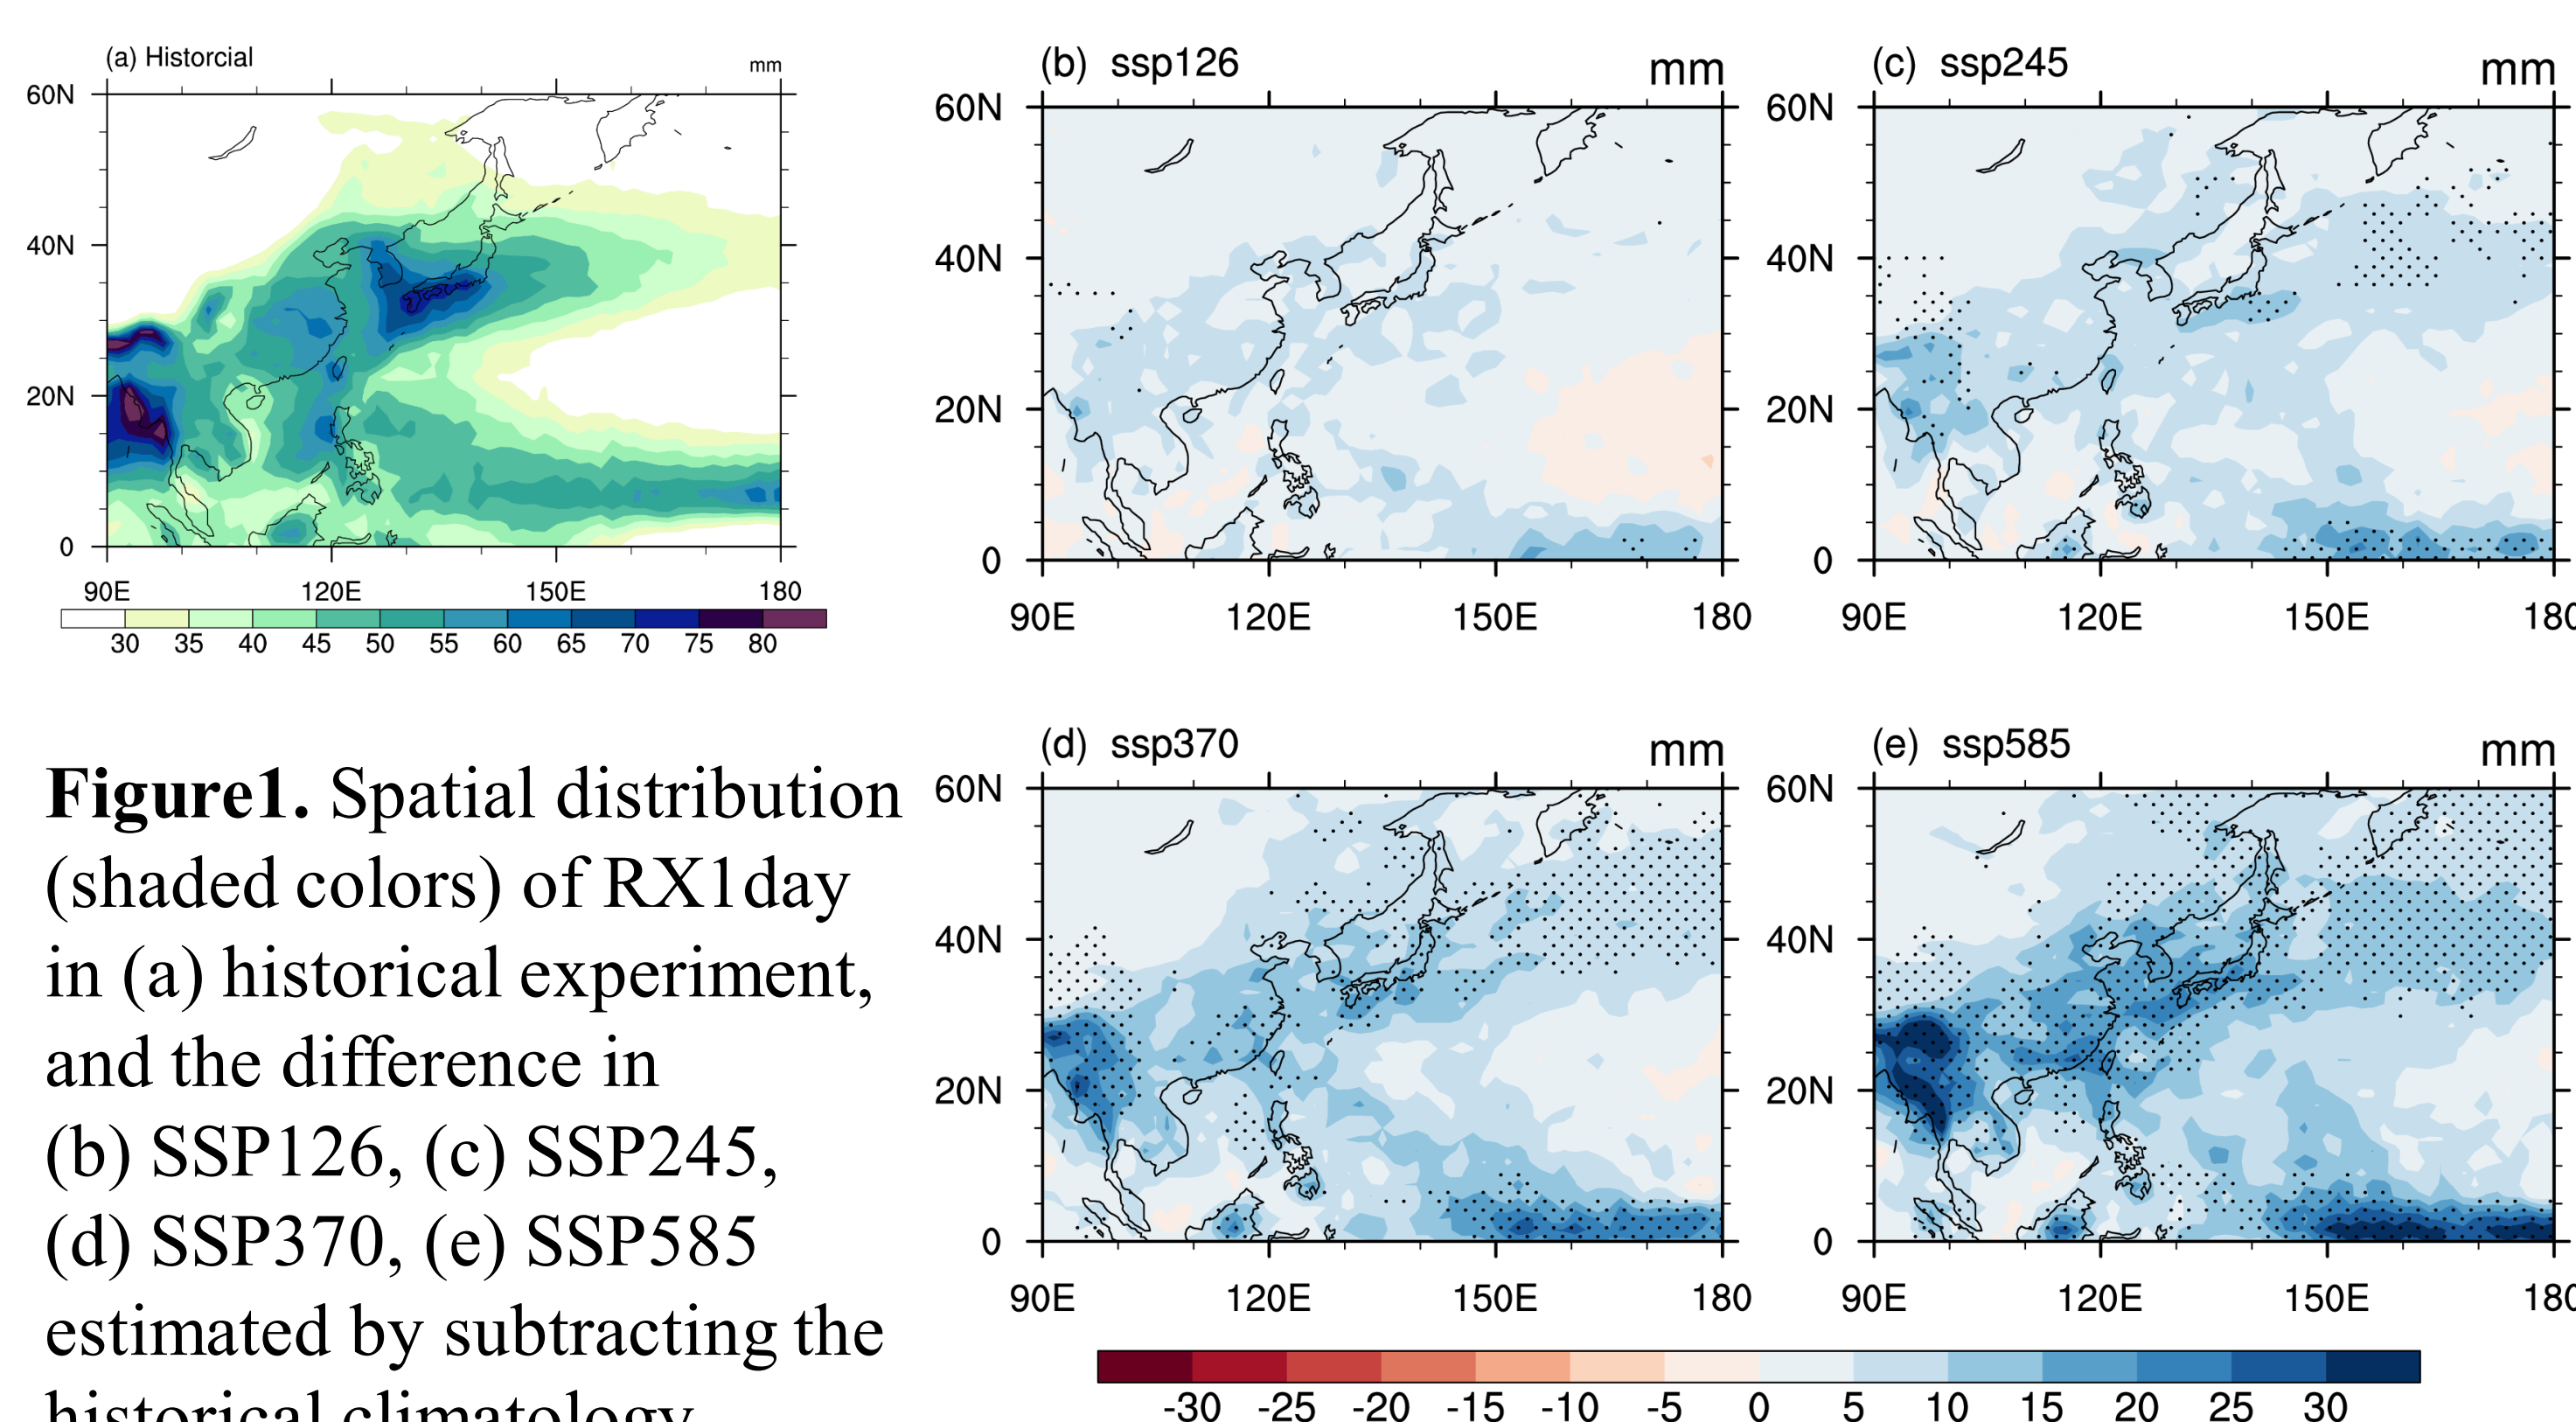 (a) Historcial
mm
60N
40N
20N
0
90E 120E 150E 180
30 35 40 45 50 55 60 65 70 75 80
(b) ssp126
mm
60N
40N
20N
0
90E 120E 150E 180
(c) ssp245
mm
60N
40N
20N
0
90E 120E 150E 180
Figure1. Spatial distribution
(shaded colors) of RX1day
in (a) historical experiment,
and the difference in
(b) SSP126, (c) SSP245,
(d) SSP370, (e) SSP585
estimated by subtracting the
historical climatology
(d) ssp370
mm
60N
40N
20N
0
90E 120E 150E 180
(e) ssp585
mm
60N
40N
20N
0
90E 120E 150E 180
-30 -25 -20 -15 -10 -5 0 5 10 15 20 25 30